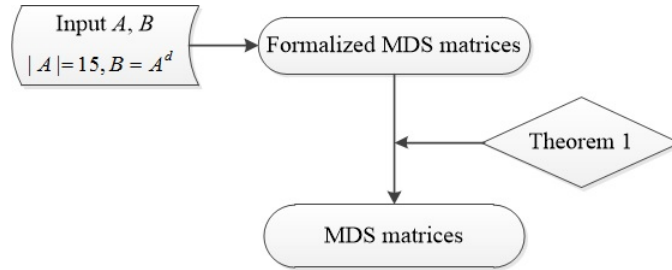 Input A, B
| A |= 15, B = A^d
Formalized MDS matrices
Theorem 1
MDS matrices